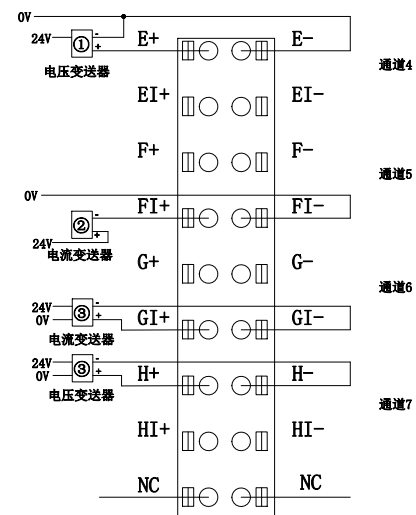 0V
24V ① - + E+ E-
电压变送器 通道4
EI+ EI-
F+ F-
通道5
0V
FI+ FI-
② - +
24V
电流变送器 G+ G-
通道6
24V ③ - +
0V GI+ GI-
电流变送器
24V ③ - +
0V H+ H-
电压变送器 通道7
HI+ HI-
NC NC